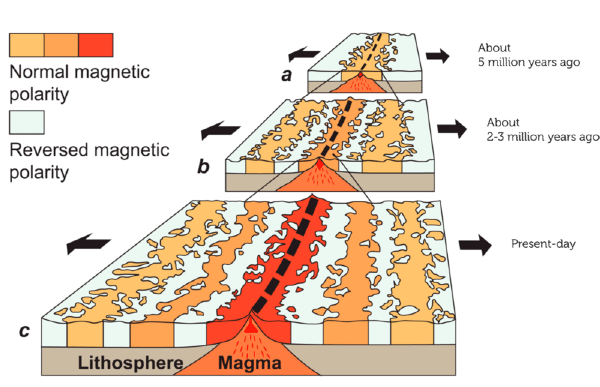 Normal magnetic
polarity
Reversed magnetic
polarity
a
About
5 million years ago
b
About
2-3 million years ago
c
Present-day
Lithosphere
Magma